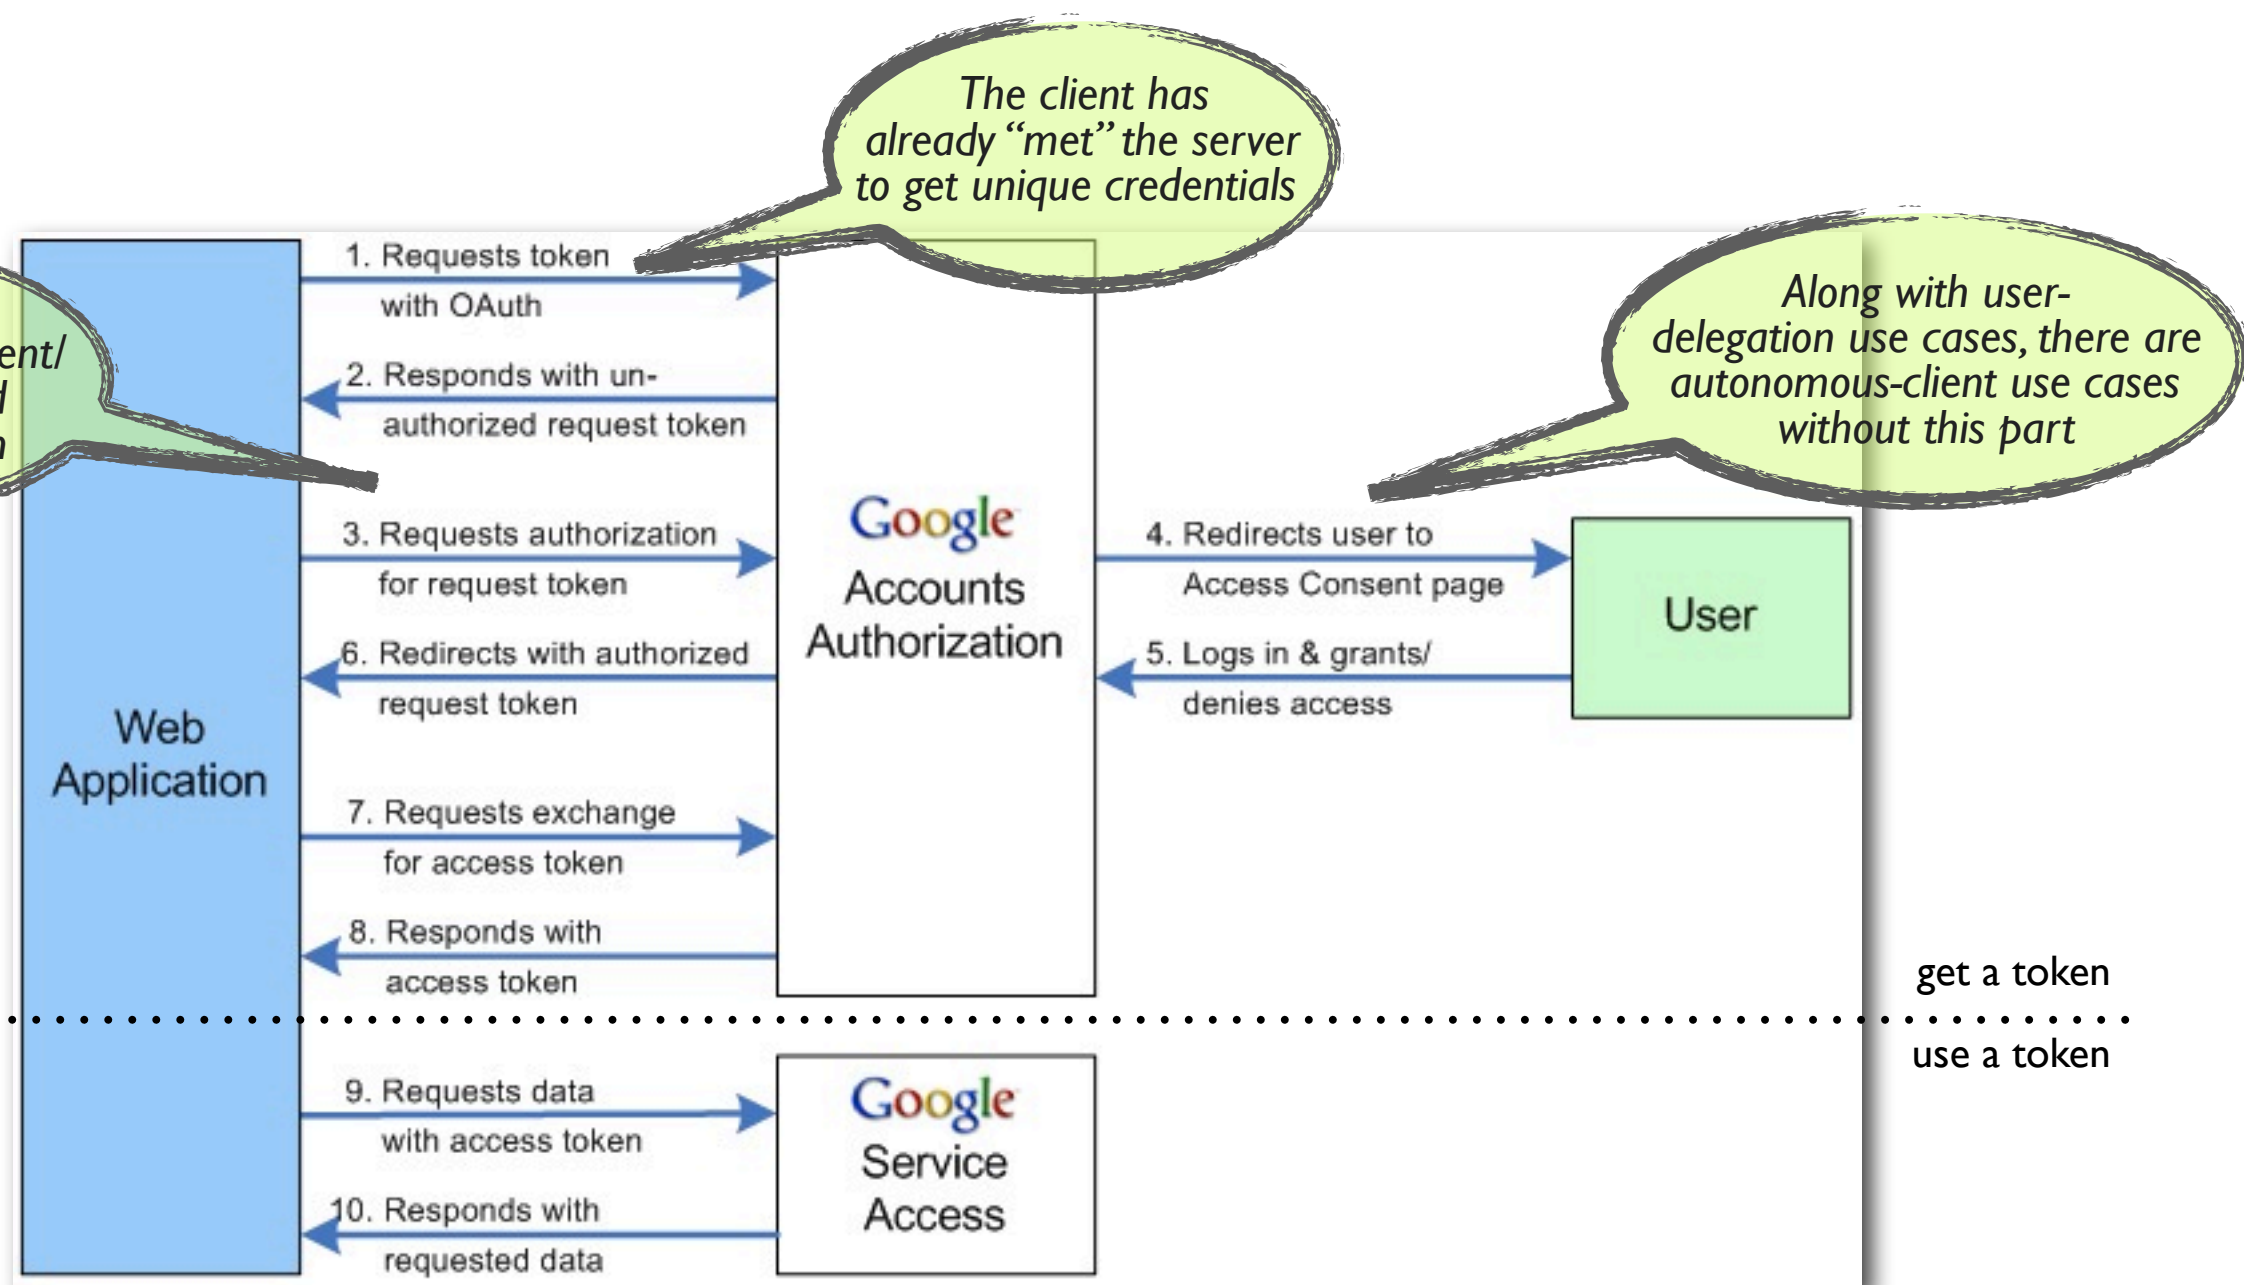 The client has
already “met” the server
to get unique credentials
Along with user-
delegation use cases, there are
autonomous-client use cases
without this part
1. Requests token
with OAuth
2. Responds with un-
authorized request token
3. Requests authorization
for request token
4. Redirects user to
Access Consent page
5. Logs in & grants/
denies access
6. Redirects with authorized
request token
7. Requests exchange
for access token
8. Responds with
access token
Web
Application
Google
Accounts
Authorization
User
get a token
use a token
9. Requests data
with access token
10. Responds with
requested data
Google
Service
Access